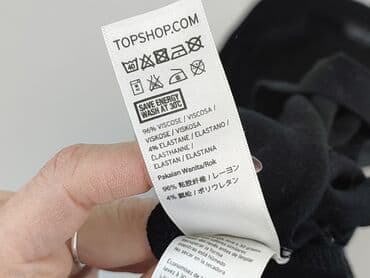 TOPSHOP.COM
40
SAVE ENERGY
WASH AT 30°C
96% VISCOSE / VISCOSA /
VISKOSE / VISKOSA
4% ELASTANE / ELASTANO /
ELASTHANNE /
ELASTAN / ELASTANA
Pakaian Wanita/Rok
96% 粘胶纤维 / レーヨン
4% 氨纶 / ポリウレタン